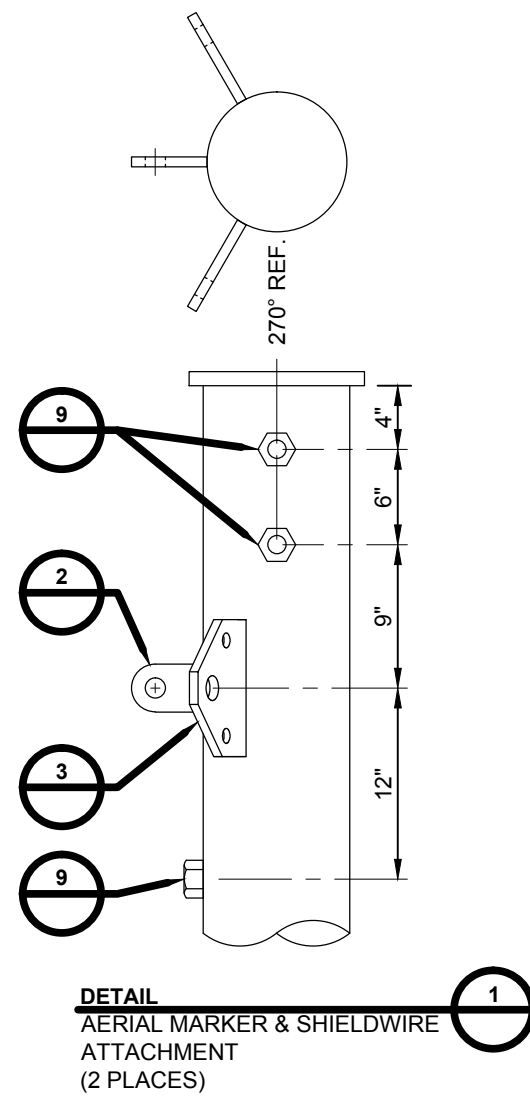 270° REF.
9
4"
6"
2
9"
3
12"
9
DETAIL
1
AERIAL MARKER & SHIELDWIRE
ATTACHMENT
(2 PLACES)